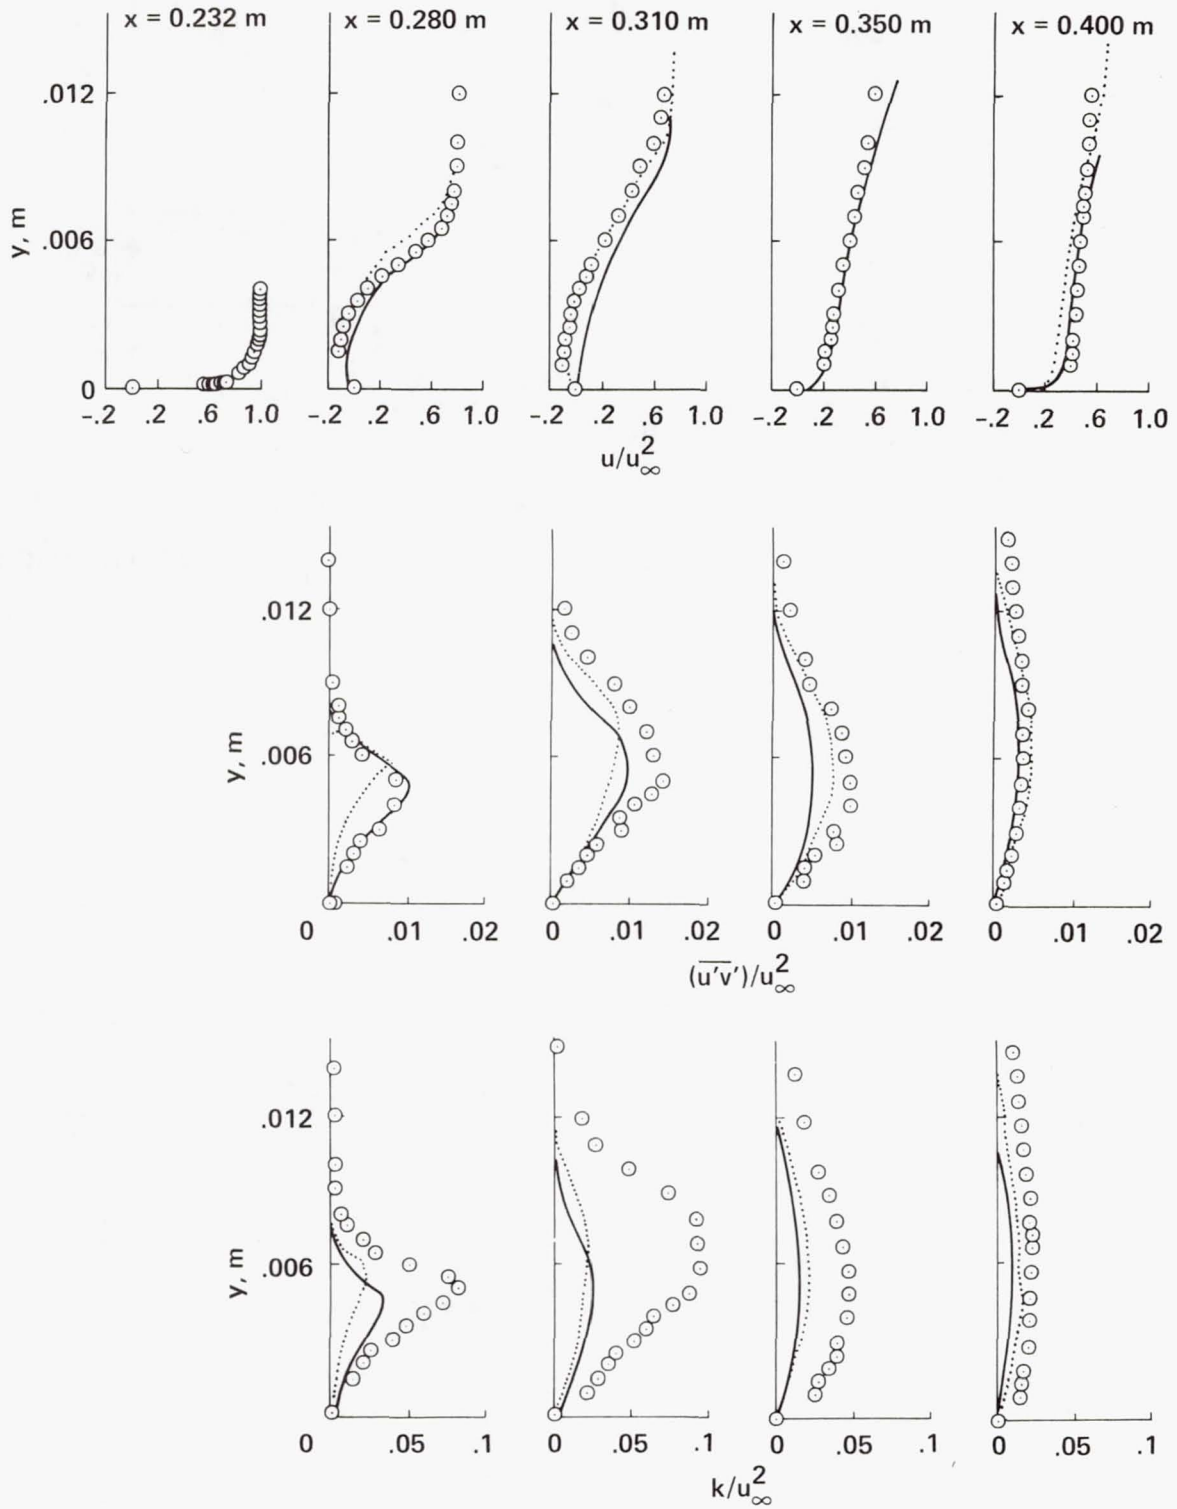 x = 0.232 m x = 0.280 m x = 0.310 m x = 0.350 m x = 0.400 m
.012
y, m
.006
0
–.2 .2 .6 1.0 –.2 .2 .6 1.0 –.2 .2 .6 1.0 –.2 .2 .6 1.0 –.2 .2 .6 1.0
u/u²∞
.012
y, m
.006
0 .01 .02 0 .01 .02 0 .01 .02 0 .01 .02
(u′v′)/u²∞
.012
y, m
.006
0 .05 .1 0 .05 .1 0 .05 .1 0 .05 .1
k/u²∞